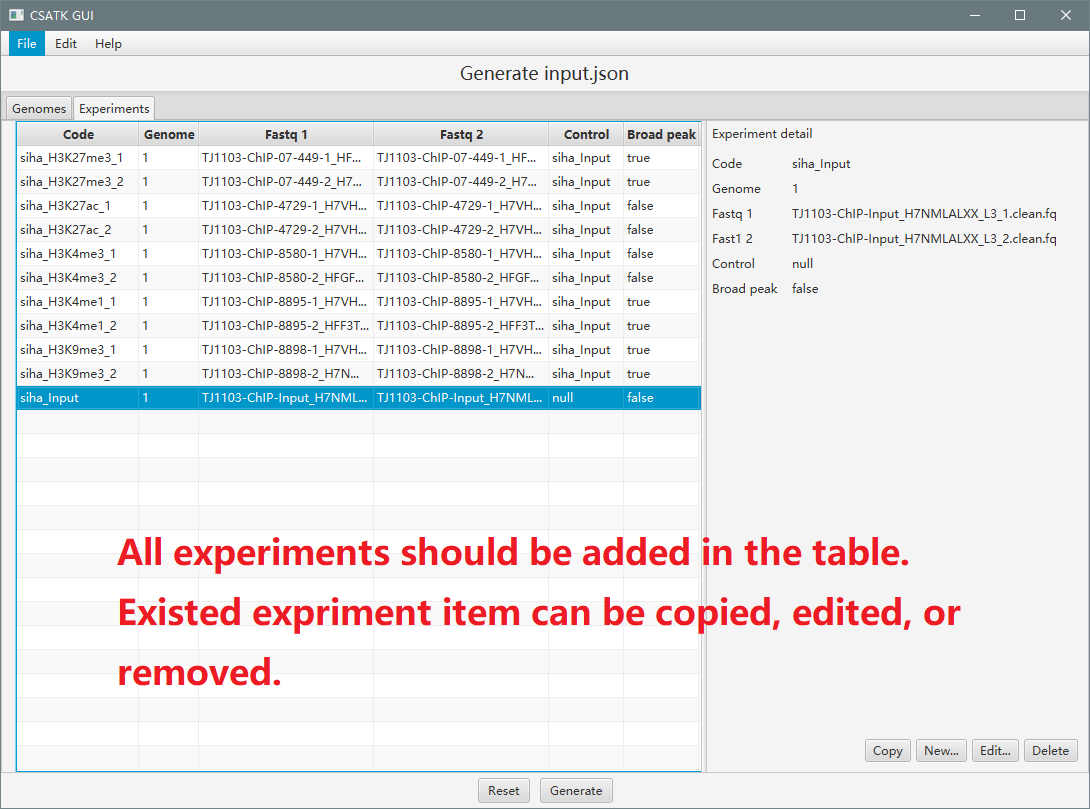 CSATK GUI
File Edit Help
Generate input.json
Genomes Experiments
Code Genome Fastq 1 Fastq 2 Control Broad peak
siha_H3K27me3_1 1 TJ1103-ChIP-07-449-1_HF... TJ1103-ChIP-07-449-1_HF... siha_Input true
siha_H3K27me3_2 1 TJ1103-ChIP-07-449-2_H7... TJ1103-ChIP-07-449-2_H7... siha_Input true
siha_H3K27ac_1 1 TJ1103-ChIP-4729-1_H7VH... TJ1103-ChIP-4729-1_H7VH... siha_Input false
siha_H3K27ac_2 1 TJ1103-ChIP-4729-2_H7VH... TJ1103-ChIP-4729-2_H7VH... siha_Input false
siha_H3K4me3_1 1 TJ1103-ChIP-8580-1_H7VH... TJ1103-ChIP-8580-1_H7VH... siha_Input false
siha_H3K4me3_2 1 TJ1103-ChIP-8580-2_HFGF... TJ1103-ChIP-8580-2_HFGF... siha_Input false
siha_H3K4me1_1 1 TJ1103-ChIP-8895-1_H7VH... TJ1103-ChIP-8895-1_H7VH... siha_Input true
siha_H3K4me1_2 1 TJ1103-ChIP-8895-2_HFF3T... TJ1103-ChIP-8895-2_HFF3T... siha_Input true
siha_H3K9me3_1 1 TJ1103-ChIP-8898-1_H7VH... TJ1103-ChIP-8898-1_H7VH... siha_Input true
siha_H3K9me3_2 1 TJ1103-ChIP-8898-2_H7N... TJ1103-ChIP-8898-2_H7N... siha_Input true
siha_Input 1 TJ1103-ChIP-Input_H7NML... TJ1103-ChIP-Input_H7NML... null false
Experiment detail
Code siha_Input
Genome 1
Fastq 1 TJ1103-ChIP-Input_H7NMLALXX_L3_1.clean.fq
Fast1 2 TJ1103-ChIP-Input_H7NMLALXX_L3_2.clean.fq
Control null
Broad peak false
All experiments should be added in the table.
Existed expriment item can be copied, edited, or
removed.
Copy New... Edit... Delete
Reset Generate